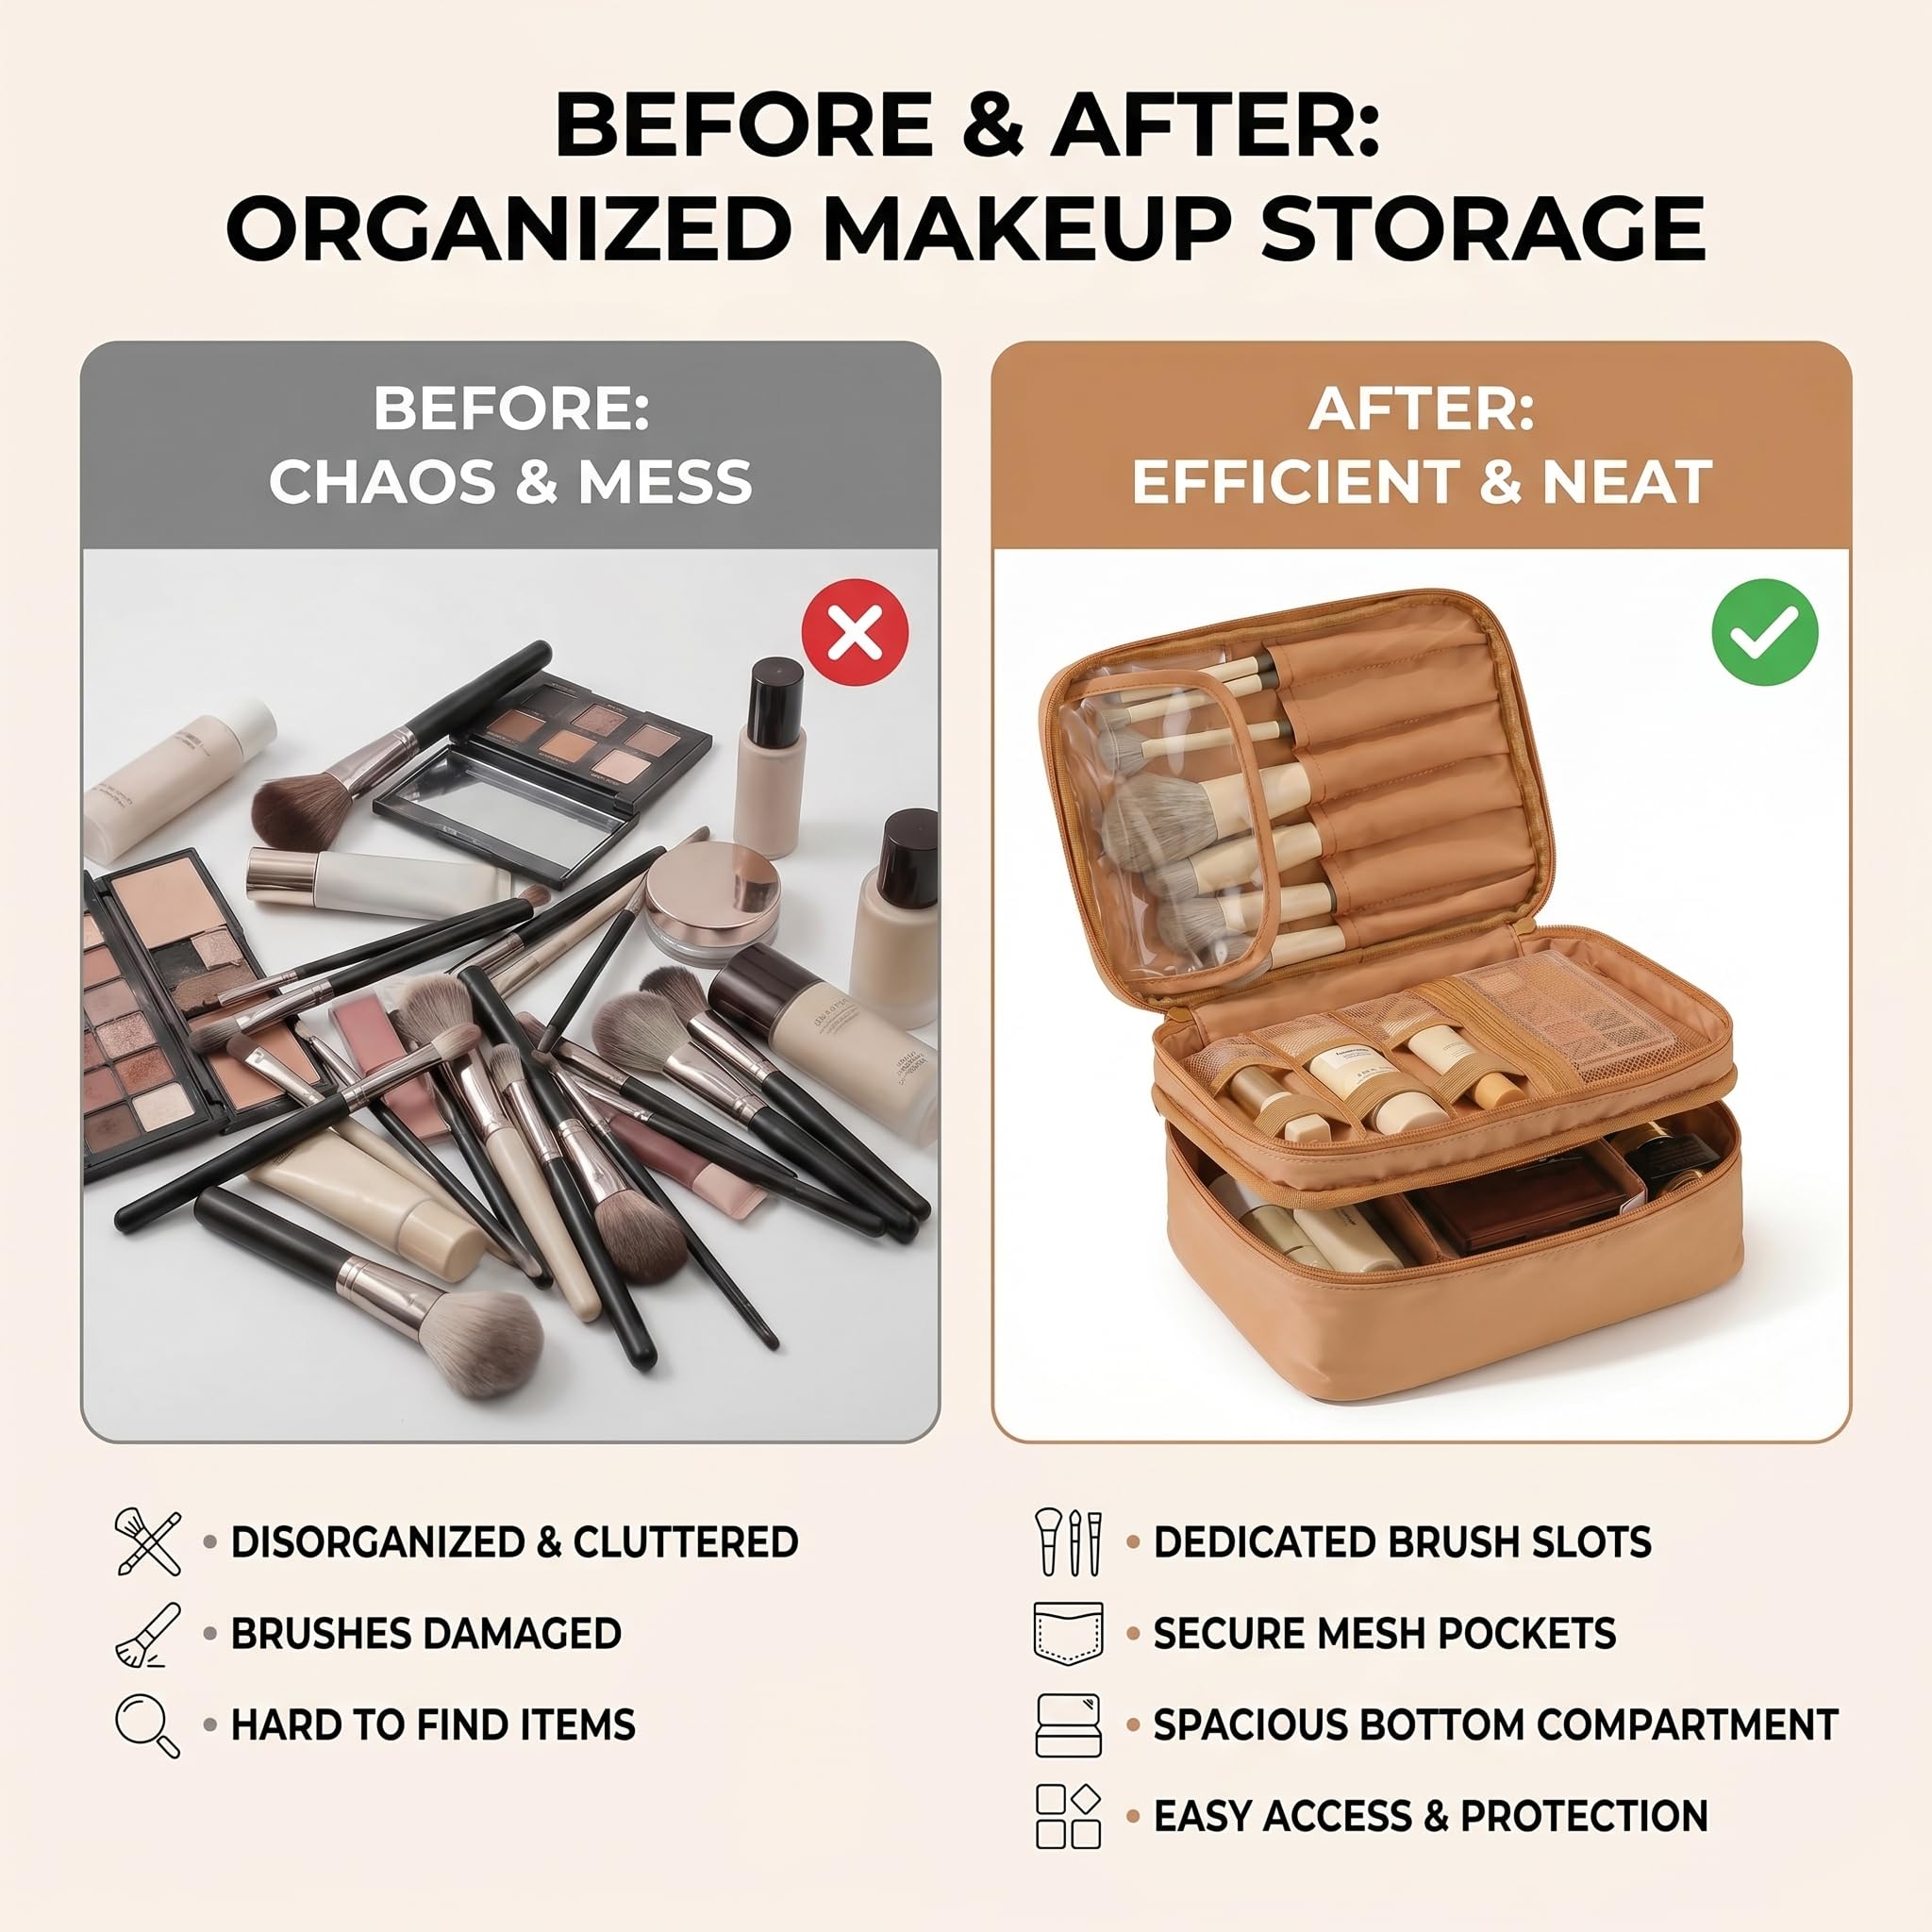 BEFORE & AFTER:
ORGANIZED MAKEUP STORAGE
BEFORE:
CHAOS & MESS
AFTER:
EFFICIENT & NEAT
• DISORGANIZED & CLUTTERED
• BRUSHES DAMAGED
• HARD TO FIND ITEMS
• DEDICATED BRUSH SLOTS
• SECURE MESH POCKETS
• SPACIOUS BOTTOM COMPARTMENT
• EASY ACCESS & PROTECTION